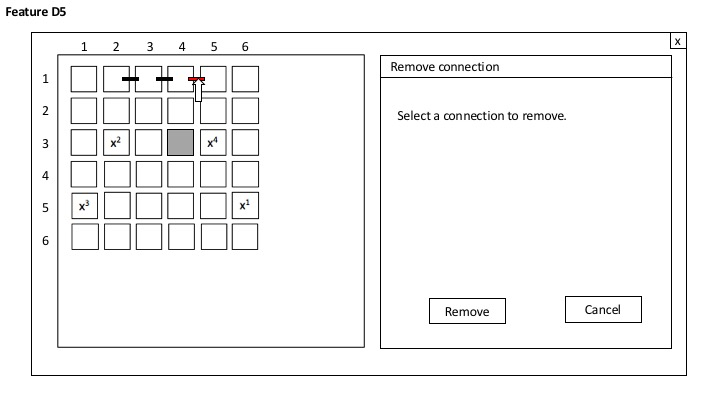 Feature D5
x
1 2 3 4 5 6
1
2
3 x² x⁴
4
5 x³ x¹
6
Remove connection
Select a connection to remove.
Remove Cancel